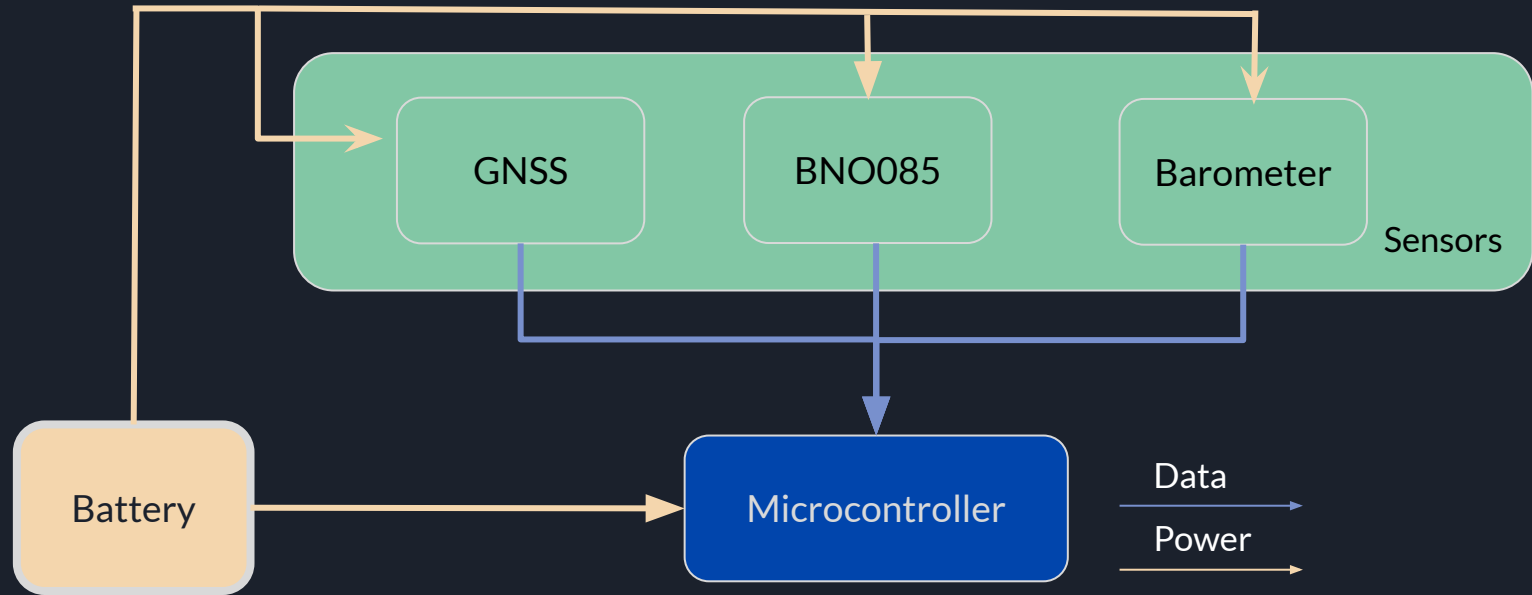 GNSS
BNO085
Barometer
Sensors
Battery
Microcontroller
Data
Power